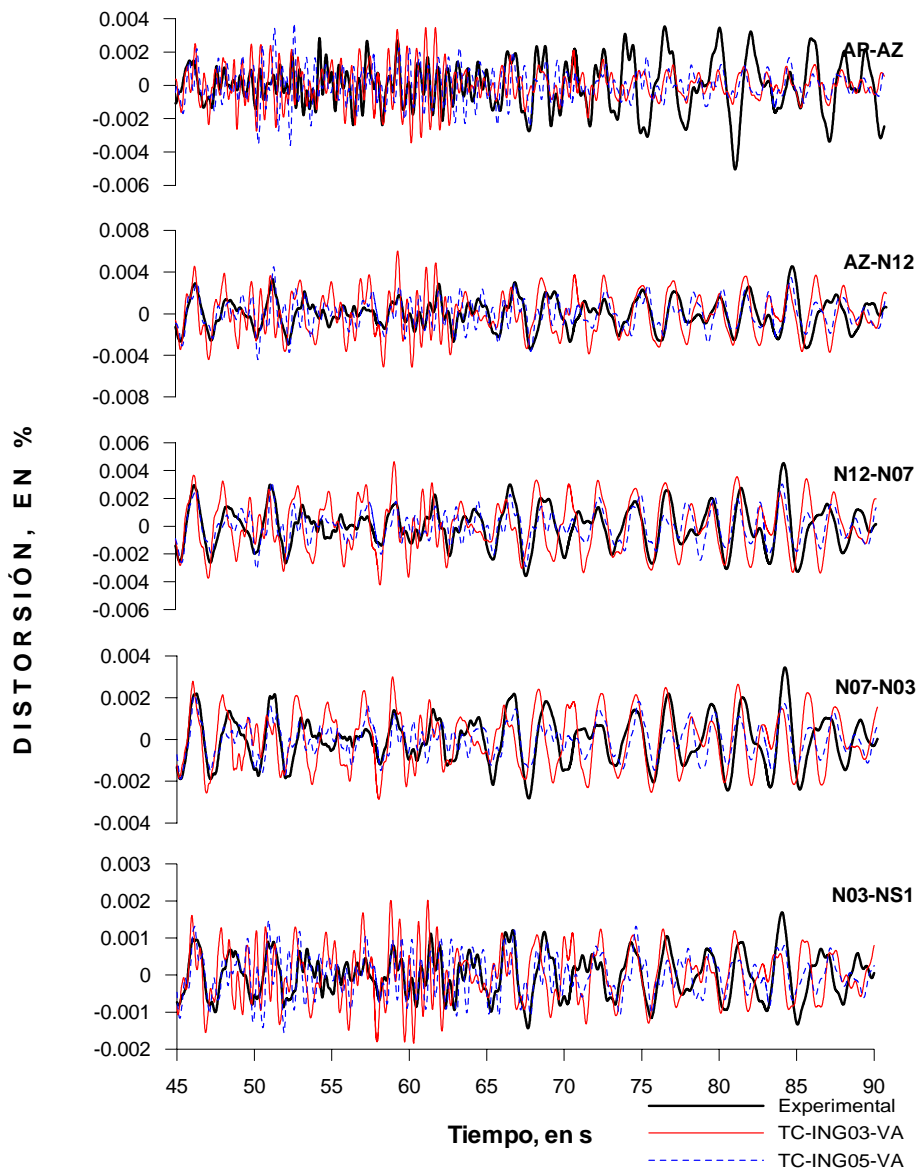 0.004
0.002
0
-0.002
-0.004
-0.006
AP-AZ
0.008
0.004
0
-0.004
-0.008
AZ-N12
0.006
0.004
0.002
0
-0.002
-0.004
-0.006
N12-N07
0.004
0.002
0
-0.002
-0.004
N07-N03
0.003
0.002
0.001
0
-0.001
-0.002
N03-NS1
DISTORSIÓN, EN %
45 50 55 60 65 70 75 80 85 90
Tiempo, en s
Experimental
TC-ING03-VA
TC-ING05-VA